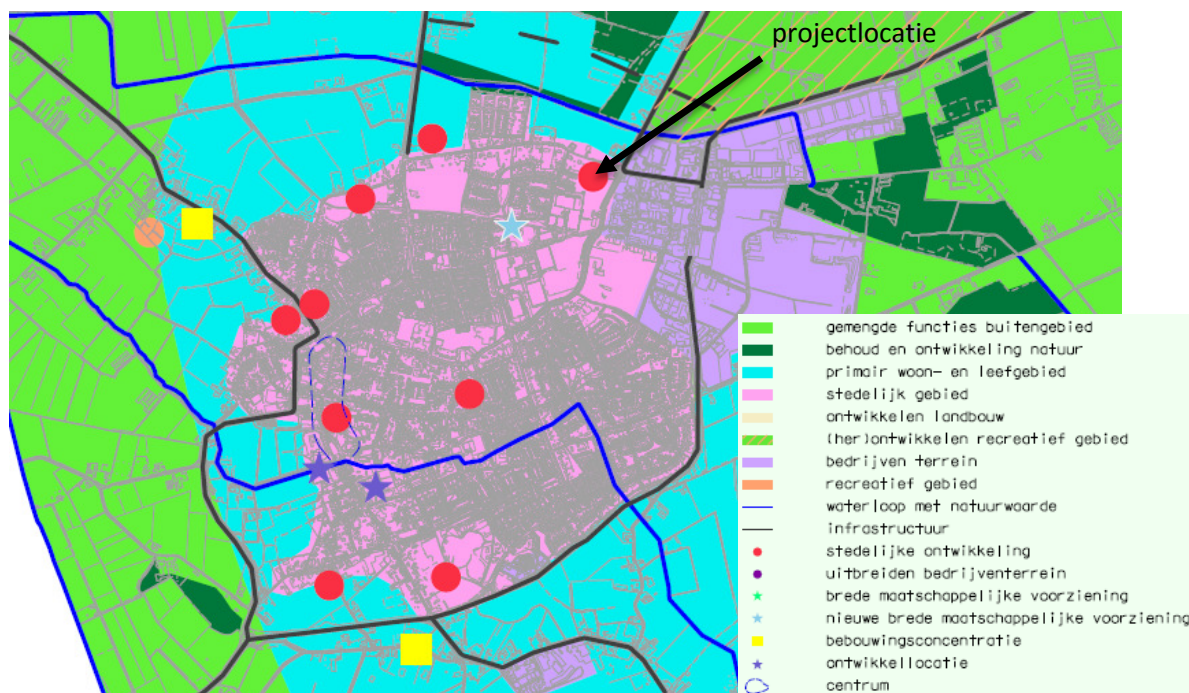 projectlocatie
gemengde functies buitengebied
behoud en ontwikkeling natuur
primair woon- en leefgebied
stedelijk gebied
ontwikkelen landbouw
(her)ontwikkelen recreatief gebied
bedrijven terrein
recreatief gebied
waterloop met natuurwaarde
infrastructuur
stedelijke ontwikkeling
uitbreiden bedrijventerrein
brede maatschappelijke voorziening
nieuwe brede maatschappelijke voorziening
bebouwingsconcentratie
ontwikkellocatie
centrum